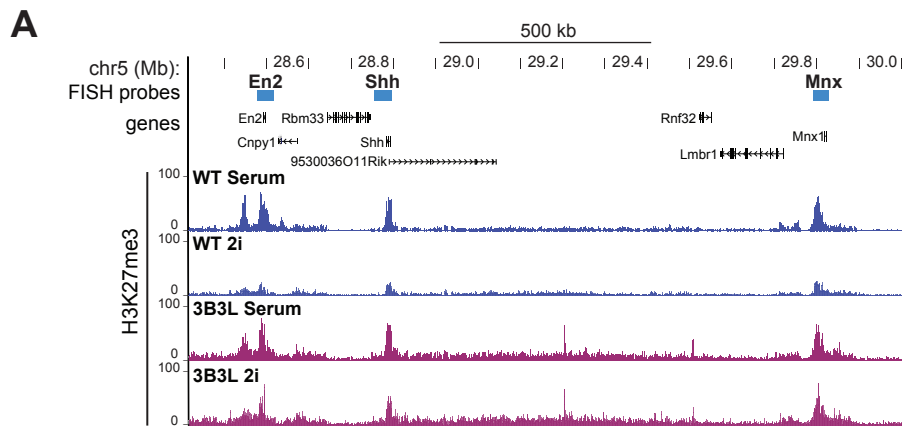 A
500 kb
chr5 (Mb): 28.6 28.8 29.0 29.2 29.4 29.6 29.8 30.0
FISH probes En2 Shh Mnx
genes En2 Rbm33 Rnf32 Mnx1
Cnpy1 Shh Lmbr1
9530036O11Rik
H3K27me3
100 WT Serum
0
100 WT 2i
0
100 3B3L Serum
0
100 3B3L 2i
0